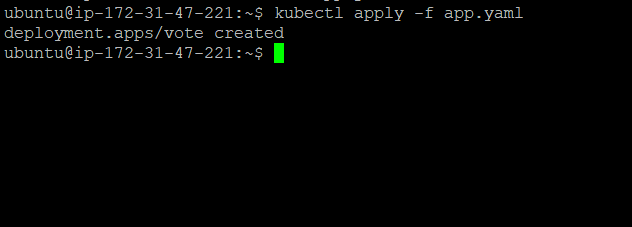 ubuntu@ip-172-31-47-221:~$ kubectl apply -f app.yaml
deployment.apps/vote created
ubuntu@ip-172-31-47-221:~$